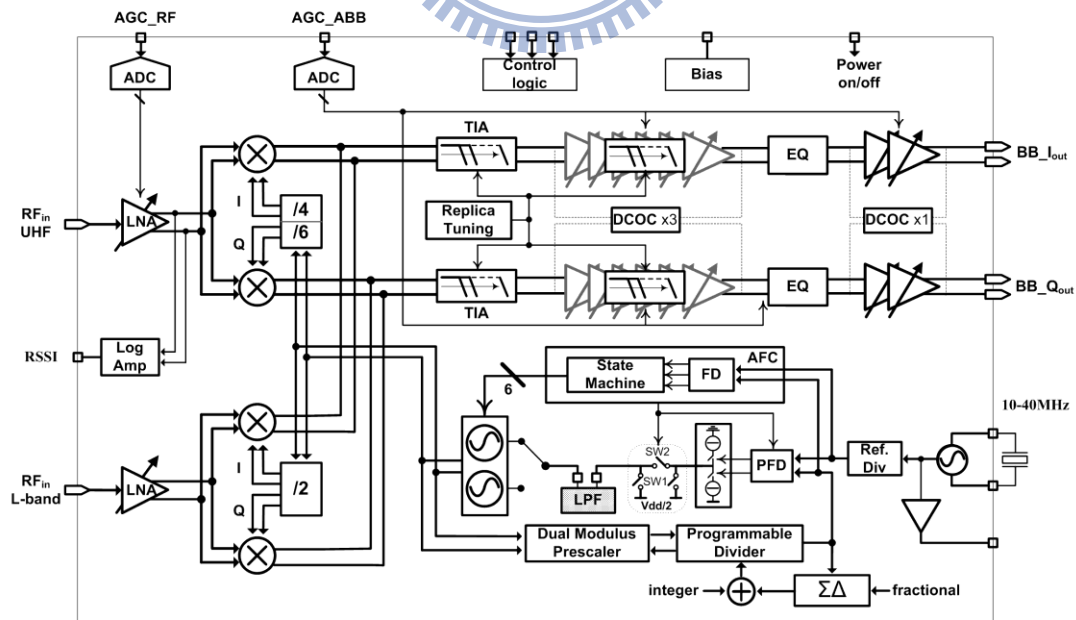 AGC_RF
AGC_ABB
ADC
ADC
Control
logic
Bias
Power
on/off
TIA
EQ
BB_Iout
I
/4
/6
Q
RFin
UHF
LNA
Replica
Tuning
DCOC x3
DCOC x1
TIA
EQ
BB_Qout
RSSI
Log
Amp
AFC
State
Machine
FD
6
10-40MHz
SW2
SW1
Vdd/2
PFD
Ref.
Div
RFin
L-band
LNA
I
/2
Q
LPF
Dual Modulus
Prescaler
Programmable
Divider
integer
+
ΣΔ
fractional